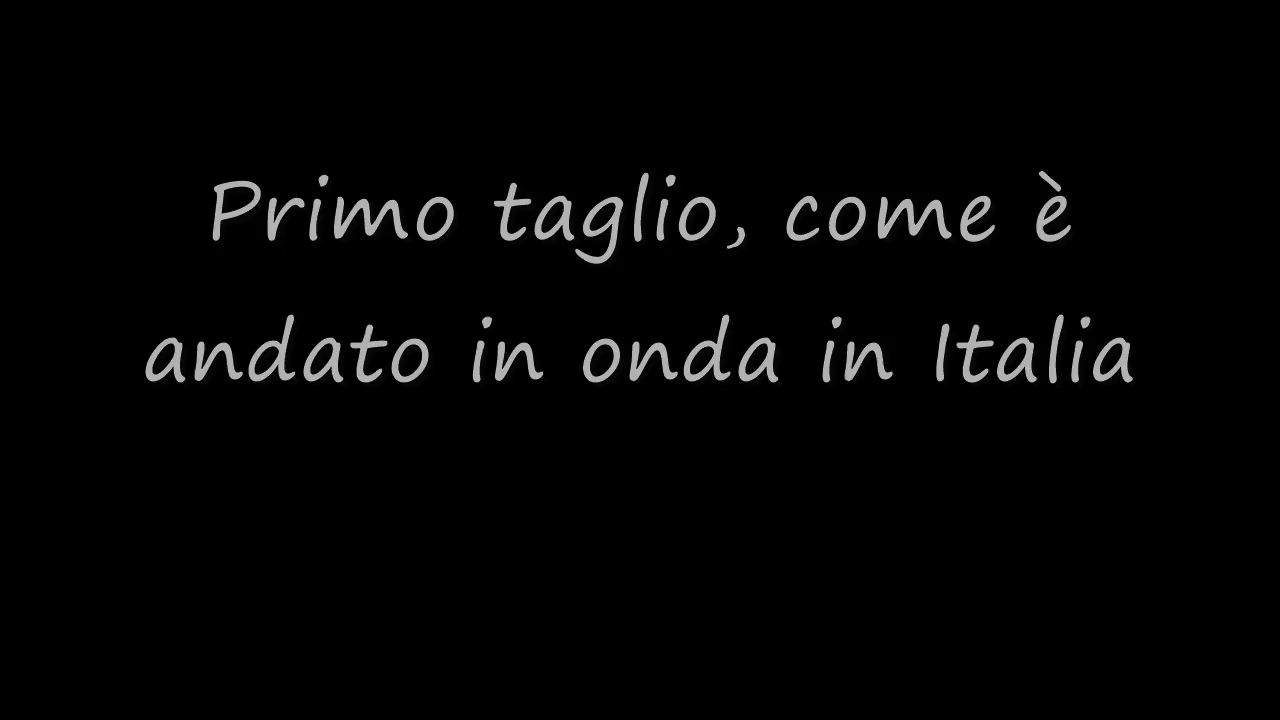 Primo taglio, come è
andato in onda in Italia